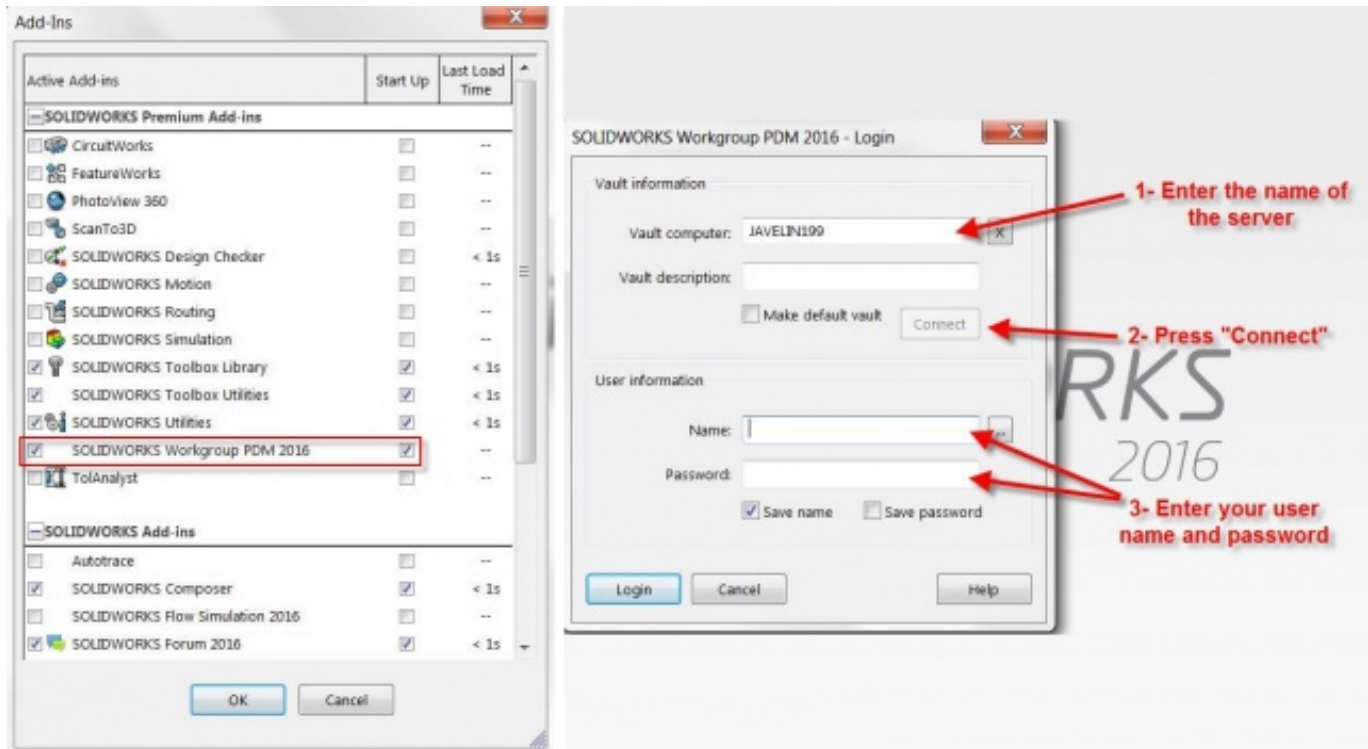 Add-Ins
Active Add-ins
Start Up
Last Load
Time
SOLIDWORKS Premium Add-ins
CircuitWorks --
FeatureWorks --
PhotoView 360 --
ScanTo3D --
SOLIDWORKS Design Checker < 1s
SOLIDWORKS Motion --
SOLIDWORKS Routing --
SOLIDWORKS Simulation --
SOLIDWORKS Toolbox Library < 1s
SOLIDWORKS Toolbox Utilities < 1s
SOLIDWORKS Utilities < 1s
SOLIDWORKS Workgroup PDM 2016 --
TolAnalyst --
SOLIDWORKS Add-ins
Autotrace --
SOLIDWORKS Composer < 1s
SOLIDWORKS Flow Simulation 2016 --
SOLIDWORKS Forum 2016 < 1s
OK
Cancel
SOLIDWORKS Workgroup PDM 2016 - Login
Vault information
Vault computer: JAVELIN199 X
Vault description:
Make default vault
Connect
User information
Name: ...
Password:
Save name
Save password
Login
Cancel
Help
1- Enter the name of
the server
2- Press "Connect"
RKS
2016
3- Enter your user
name and password